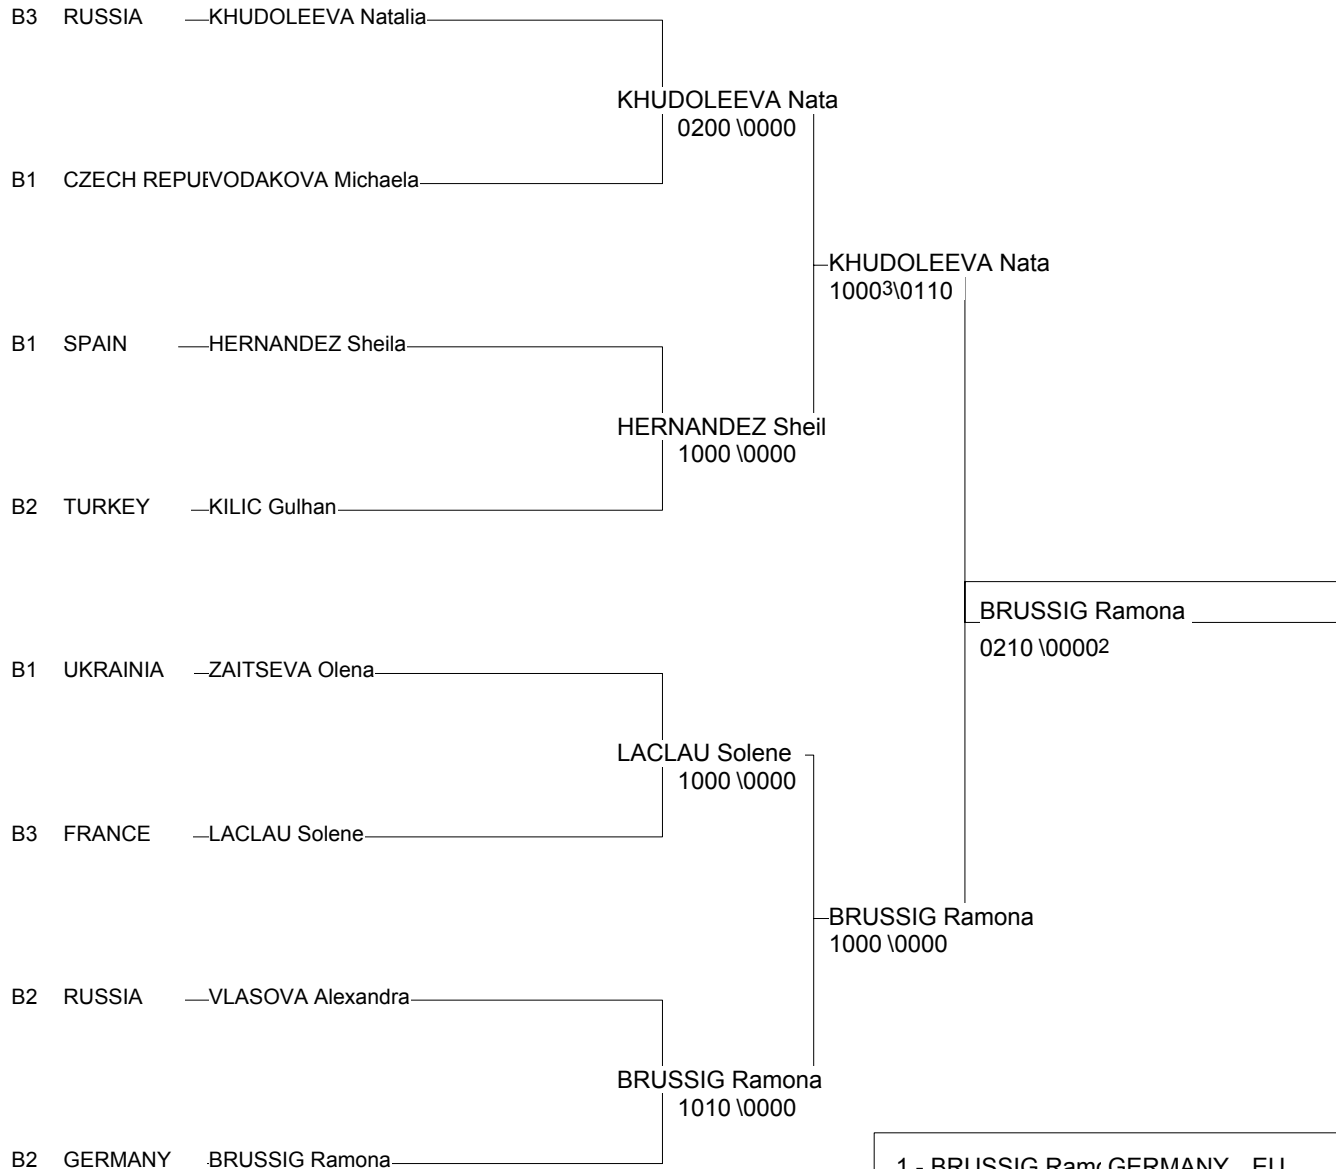 B3 RUSSIA KHUDOLEEVA Natalia
KHUDOLEEVA Nata
0200 \0000
B1 CZECH REPUE VODAKOVA Michaela
KHUDOLEEVA Nata
10003\0110
B1 SPAIN HERNANDEZ Sheila
HERNANDEZ Sheil
1000 \0000
B2 TURKEY KILIC Gulhan
BRUSSIG Ramona
0210 \00002
B1 UKRAINIA ZAITSEVA Olena
LACLAU Solene
1000 \0000
B3 FRANCE LACLAU Solene
BRUSSIG Ramona
1000 \0000
B2 RUSSIA VLASOVA Alexandra
BRUSSIG Ramona
1010 \0000
B2 GERMANY BRUSSIG Ramona
1 - BRUSSIG Ram GERMANY EU